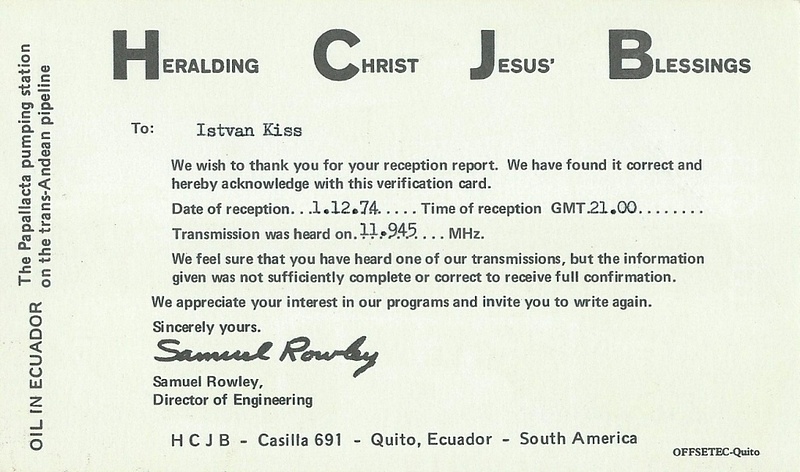 HERALDING CHRIST JESUS' BLESSINGS
To: Istvan Kiss
We wish to thank you for your reception report. We have found it correct and
hereby acknowledge with this verification card.
Date of reception...1.12.74..... Time of reception GMT.21.00........
Transmission was heard on.11.945.... MHz.
We feel sure that you have heard one of our transmissions, but the information
given was not sufficiently complete or correct to receive full confirmation.
We appreciate your interest in our programs and invite you to write again.
Sincerely yours.
Samuel Rowley
Samuel Rowley,
Director of Engineering
H C J B - Casilla 691 - Quito, Ecuador - South America
OFFSETEC-Quito
OIL IN ECUADOR The Papallacta pumping station
on the trans-Andean pipeline